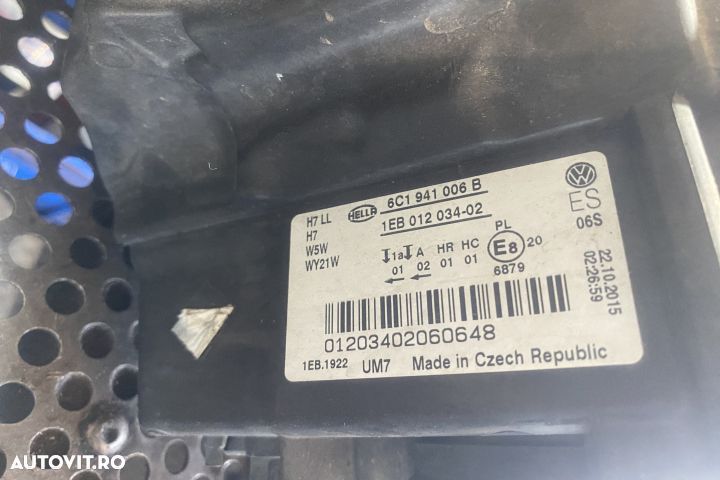 H7 LL
H7
W5W
WY21W
HELLA
6C1 941 006 B
1EB 012 034-02
1a A HR HC PL
01 02 01 01 E8 20
6879
VW
ES
06S
22.10.2015
02:26:59
01203402060648
1EB.1922 UM7 Made in Czech Republic
AUTOVIT.RO